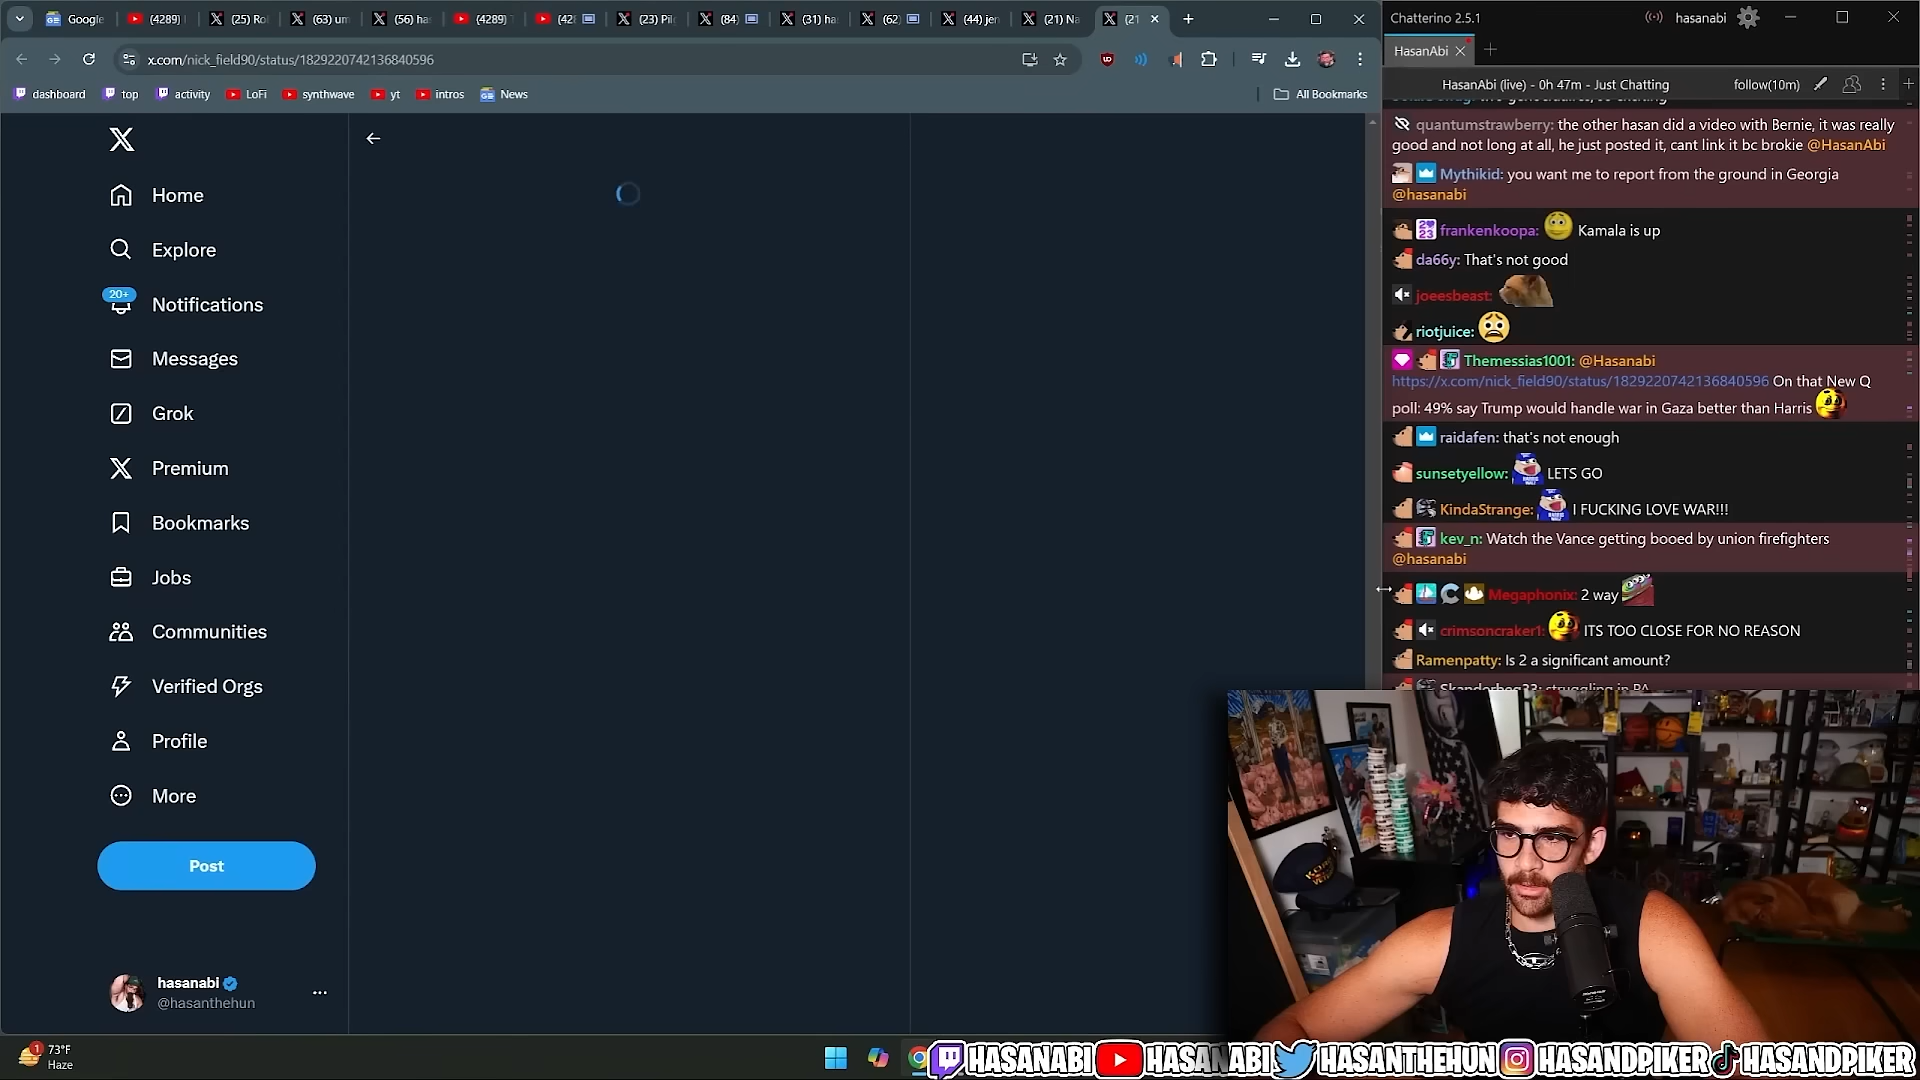 Google
(4289)
(25) Ro
(63) um
(56) ha
(4289)
(428
(23) Pil
(84)
(31) ha
(62)
(44) jen
(21) Na
(21
x.com/nick_field90/status/1829220742136840596
dashboard
top
activity
LoFi
synthwave
yt
intros
News
All Bookmarks
Home
Explore
20+
Notifications
Messages
Grok
Premium
Bookmarks
Jobs
Communities
Verified Orgs
Profile
More
Post
hasanabi
@hasanthehun
1
73°F
Haze
Chatterino 2.5.1
hasanabi
HasanAbi
HasanAbi (live) - 0h 47m - Just Chatting
follow(10m)
quantumstrawberry: the other hasan did a video with Bernie, it was really
good and not long at all, he just posted it, cant link it bc brokie @HasanAbi
Mythikid: you want me to report from the ground in Georgia
@hasanabi
frankenkoopa: Kamala is up
da66y: That's not good
joeesbeast:
riotjuice:
Themessias1001: @Hasanabi
https://x.com/nick_field90/status/1829220742136840596 On that New Q
poll: 49% say Trump would handle war in Gaza better than Harris
raidafen: that's not enough
sunsetyellow: LETS GO
KindaStrange: I FUCKING LOVE WAR!!!
kev_n: Watch the Vance getting booed by union firefighters
@hasanabi
Megaphonix: 2 way
crimsoncraker1: ITS TOO CLOSE FOR NO REASON
Ramenpatty: Is 2 a significant amount?
Skanderbeg33: struggling in PA
HASANABI
HASANABI
HASANTHEHUN
HASANDPIKER
HASANDPIKER